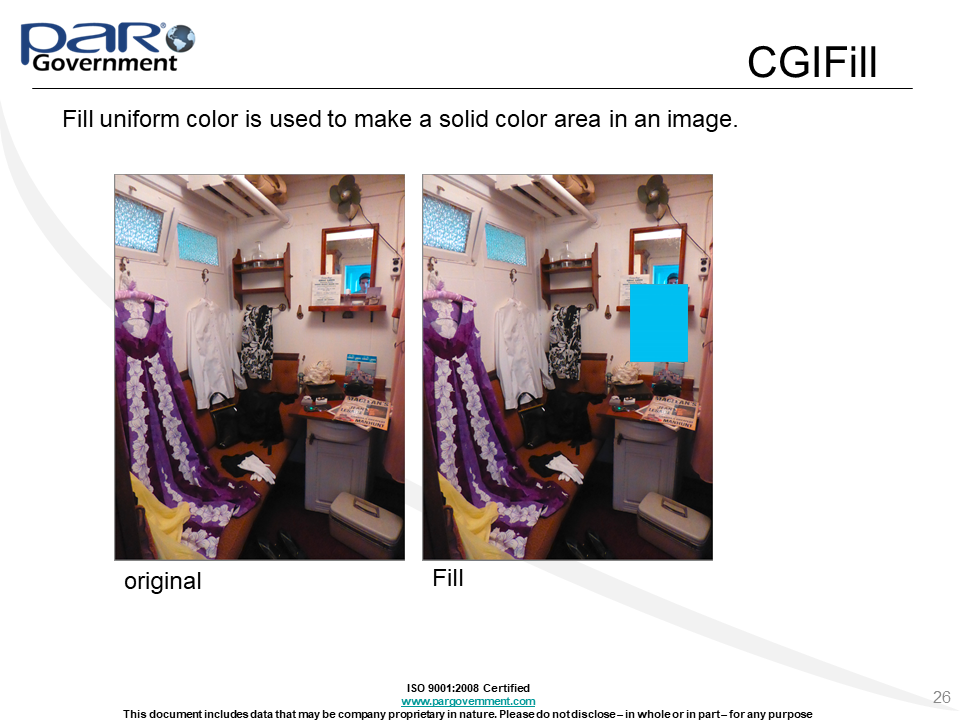 PAR®
Government
CGIFill
Fill uniform color is used to make a solid color area in an image.
original
Fill
ISO 9001:2008 Certified
www.pargovernment.com
This document includes data that may be company proprietary in nature. Please do not disclose – in whole or in part – for any purpose
26